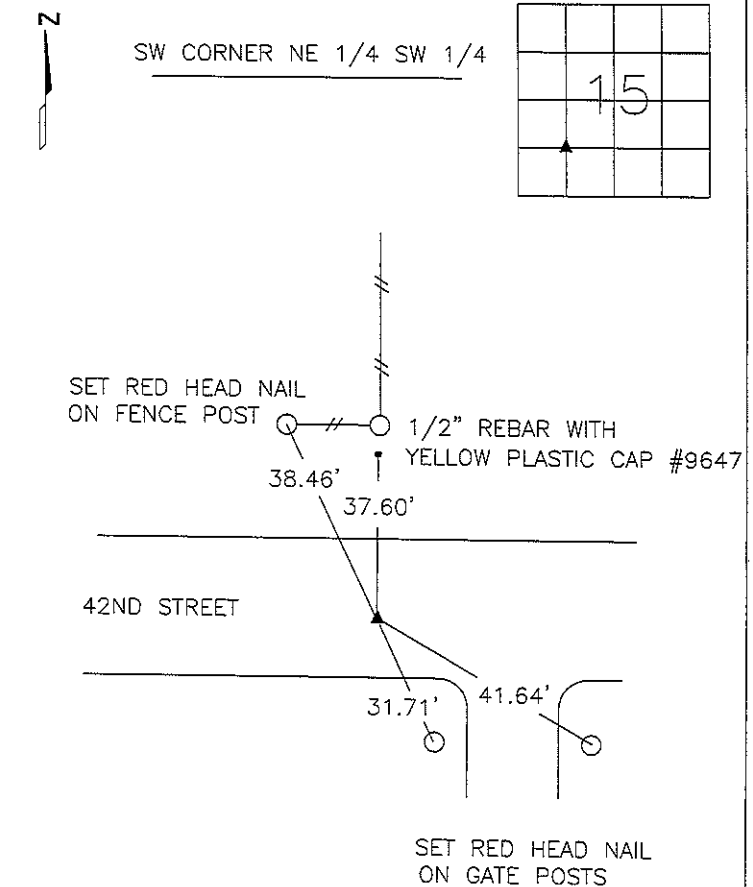 N
SW CORNER NE 1/4 SW 1/4
15
SET RED HEAD NAIL
ON FENCE POST
1/2" REBAR WITH
YELLOW PLASTIC CAP #9647
38.46'
37.60'
42ND STREET
31.71'
41.64'
SET RED HEAD NAIL
ON GATE POSTS